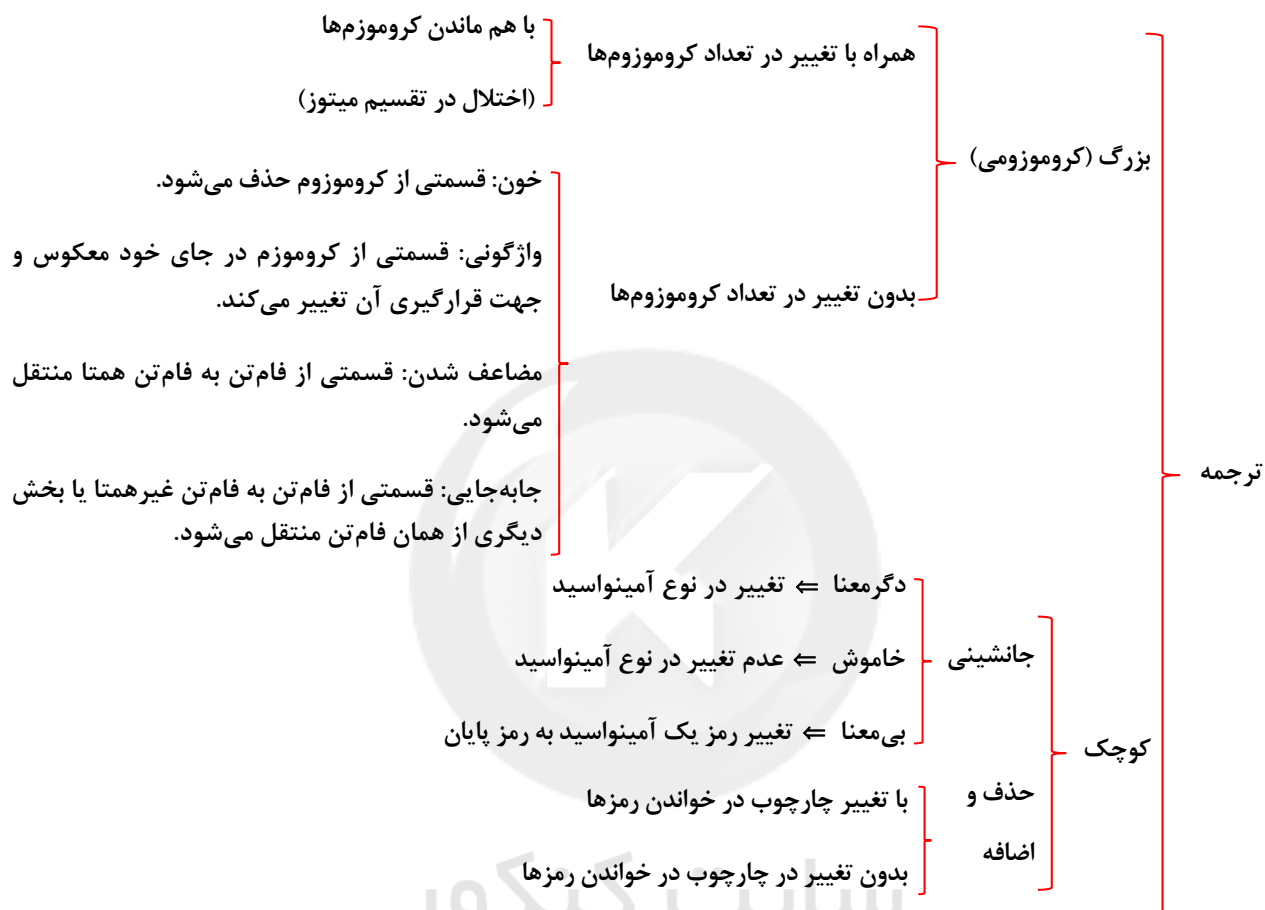 ترجمه
بزرگ (کروموزومی)
همراه با تغییر در تعداد کروموزوم‌ها
با هم ماندن کروموزم‌ها
(اختلال در تقسیم میتوز)
بدون تغییر در تعداد کروموزوم‌ها
خون: قسمتی از کروموزوم حذف می‌شود.
واژگونی: قسمتی از کروموزم در جای خود معکوس و
جهت قرارگیری آن تغییر می‌کند.
مضاعف شدن: قسمتی از فام‌تن به فام‌تن همتا منتقل
می‌شود.
جابه‌جایی: قسمتی از فام‌تن به فام‌تن غیرهمتا یا بخش
دیگری از همان فام‌تن منتقل می‌شود.
کوچک
جانشینی
دگرمعنا ⇐ تغییر در نوع آمینواسید
خاموش ⇐ عدم تغییر در نوع آمینواسید
بی‌معنا ⇐ تغییر رمز یک آمینواسید به رمز پایان
حذف و
اضافه
با تغییر چارچوب در خواندن رمزها
بدون تغییر در چارچوب در خواندن رمزها
سایت کنکور